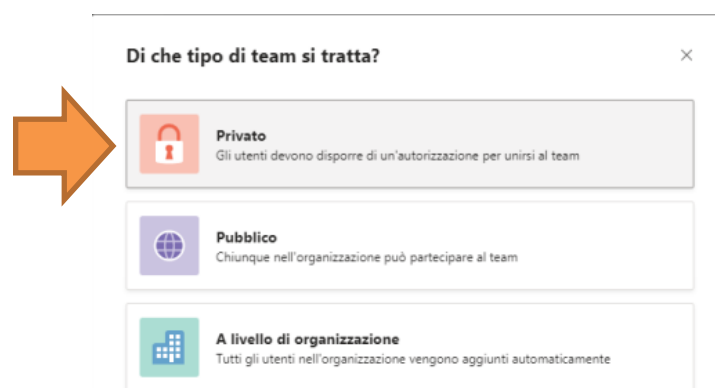 Di che tipo di team si tratta?
Privato
Gli utenti devono disporre di un'autorizzazione per unirsi al team
Pubblico
Chiunque nell'organizzazione può partecipare al team
A livello di organizzazione
Tutti gli utenti nell'organizzazione vengono aggiunti automaticamente